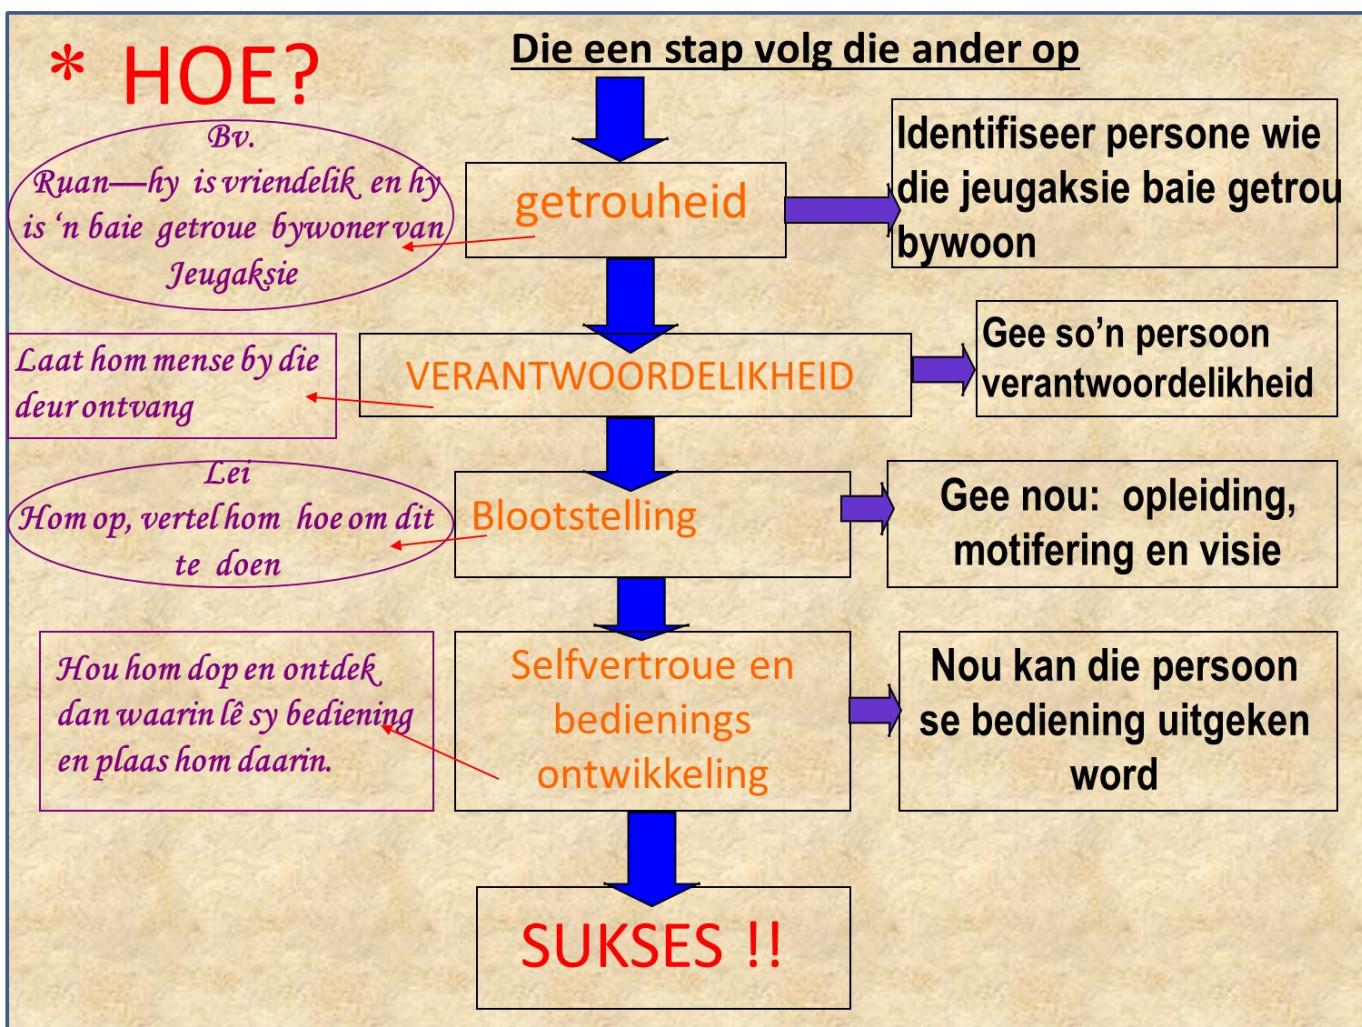 * HOE?
Die een stap volg die ander op
Bv.
Ruan—hy is vriendelik en hy
is ‘n baie getroue bywoner van
Jeugaksie
getrouheid
Identifiseer persone wie
die jeugaksie baie getrou
bywoon
Laat hom mense by die
deur ontvang
VERANTWOORDELIKHEID
Gee so’n persoon
verantwoordelikheid
Lei
Hom op, vertel hom hoe om dit
te doen
Blootstelling
Gee nou: opleiding,
motifering en visie
Hou hom dop en ontdek
dan waarin lê sy bediening
en plaas hom daarin.
Selfvertroue en
bedienings
ontwikkeling
Nou kan die persoon
se bediening uitgeken
word
SUKSES !!